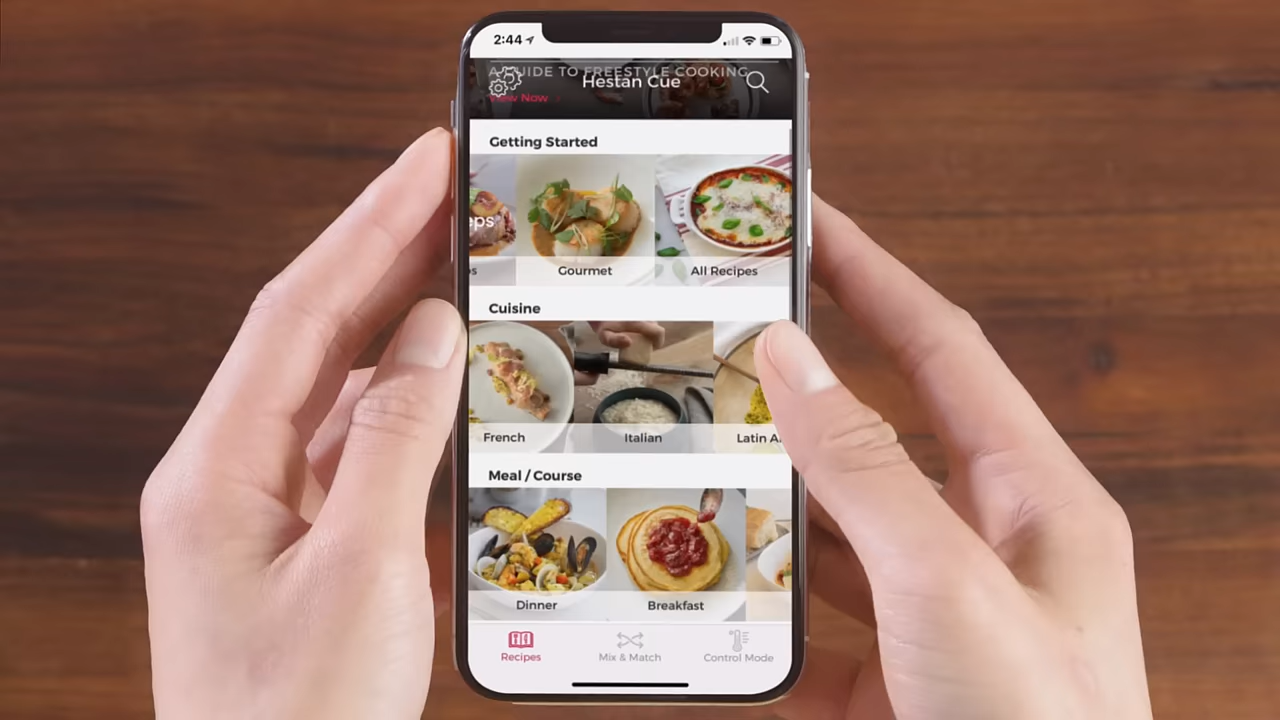 2:44
A GUIDE TO FREESTYLE COOKING
Hestan Cue
View Now >
Getting Started
Gourmet
All Recipes
Cuisine
French
Italian
Latin A
Meal / Course
Dinner
Breakfast
Recipes
Mix & Match
Control Mode